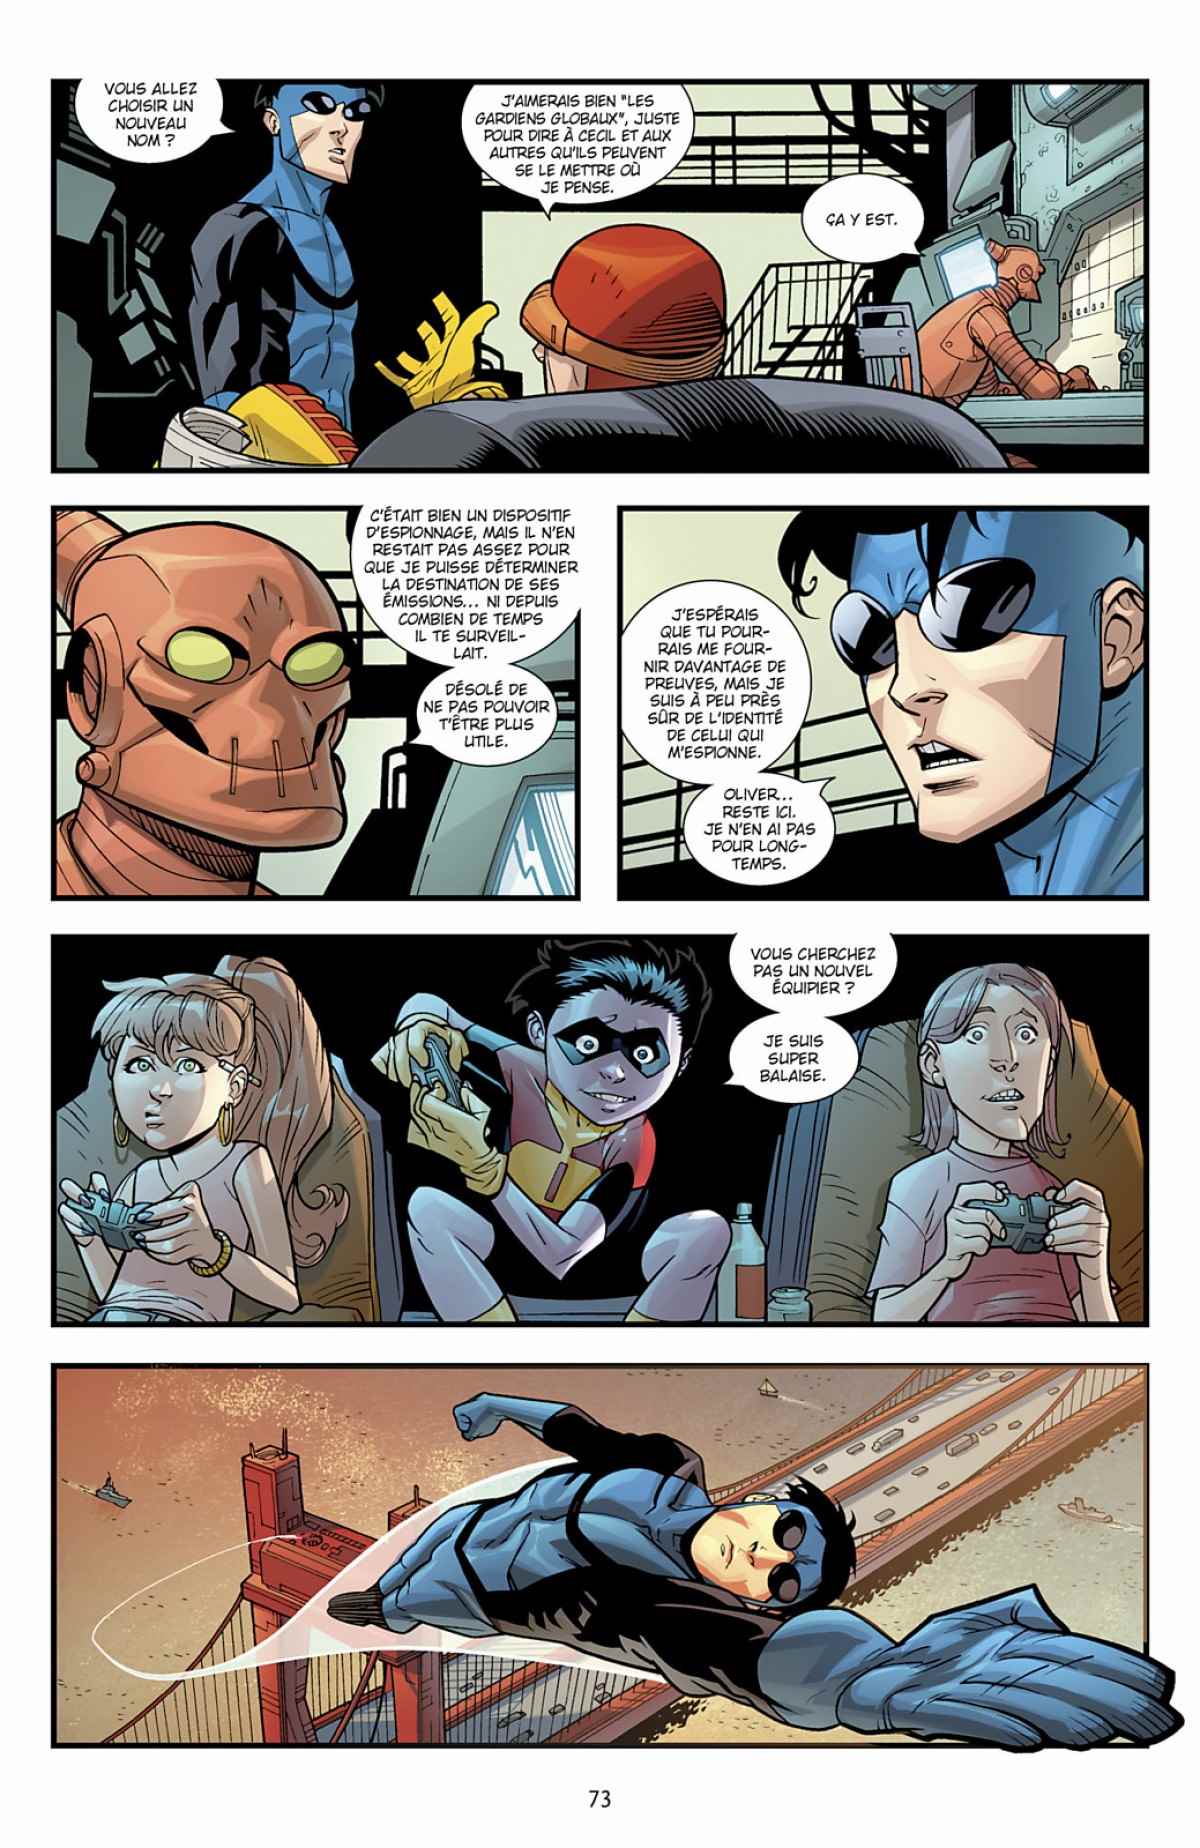 VOUS ALLEZ
CHOISIR UN
NOUVEAU
NOM ?
J'AIMERAIS BIEN "LES
GARDIENS GLOBAUX", JUSTE
POUR DIRE À CECIL ET AUX
AUTRES QU'ILS PEUVENT
SE LE METTRE OÙ
JE PENSE.
ÇA Y EST.
C'ÉTAIT BIEN UN DISPOSITIF
D'ESPIONNAGE, MAIS IL N'EN
RESTAIT PAS ASSEZ POUR
QUE JE PUISSE DÉTERMINER
LA DESTINATION DE SES
ÉMISSIONS... NI DEPUIS
COMBIEN DE TEMPS
IL TE SURVEIL-
LAIT.
DÉSOLÉ DE
NE PAS POUVOIR
T'ÊTRE PLUS
UTILE.
J'ESPÉRAIS
QUE TU POUR-
RAIS ME FOUR-
NIR DAVANTAGE DE
PREUVES, MAIS JE
SUIS À PEU PRÈS
SÛR DE L'IDENTITÉ
DE CELUI QUI
M'ESPIONNE.
OLIVER...
RESTE ICI.
JE N'EN AI PAS
POUR LONG-
TEMPS.
VOUS CHERCHEZ
PAS UN NOUVEL
ÉQUIPIER ?
JE SUIS
SUPER
BALAISE.
73